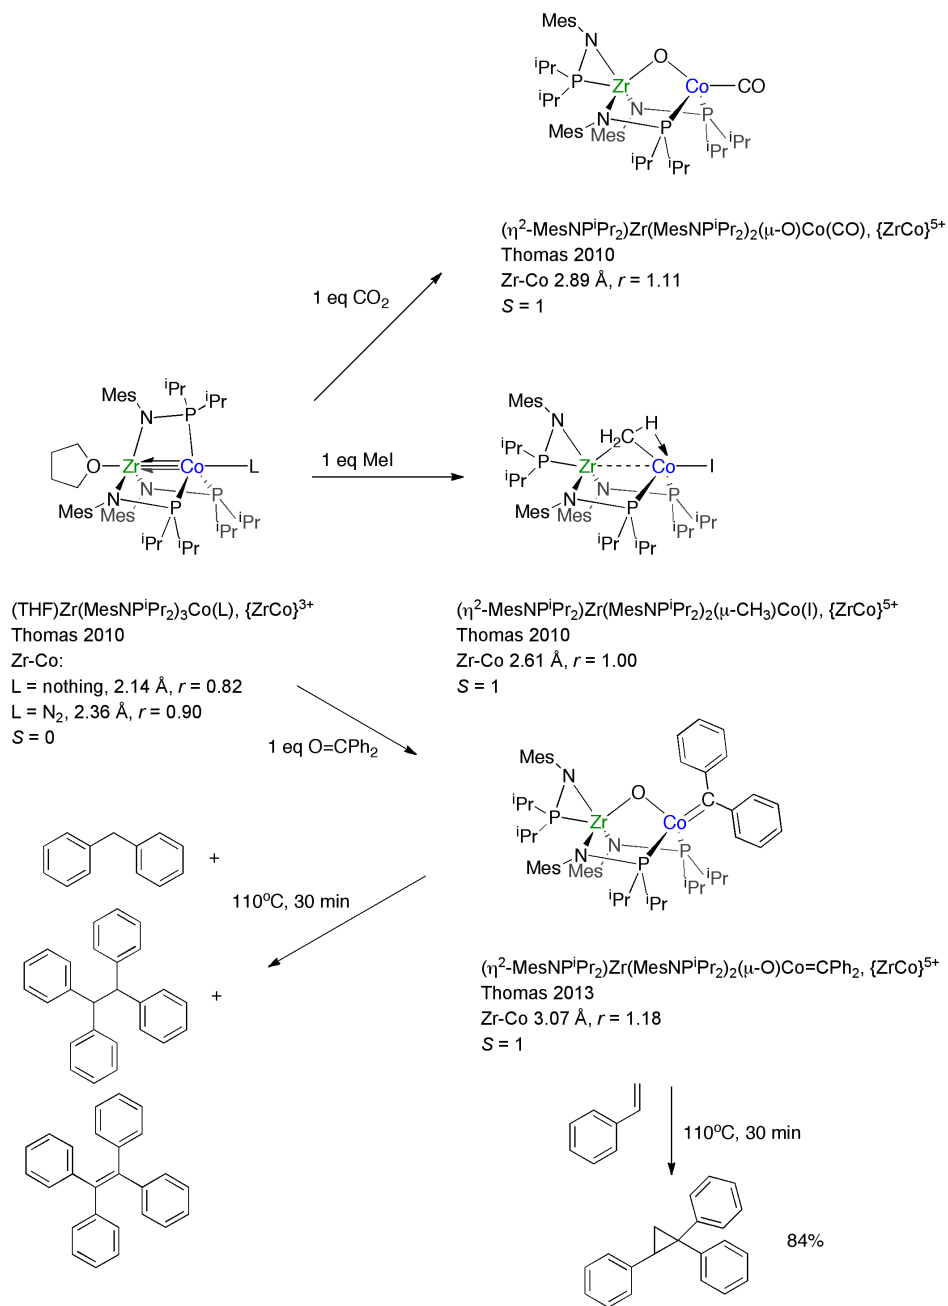 MesN
ⁱPr
P
ⁱPr
Zr
O
Co
CO
N
Mes
N
Mes
P
P
ⁱPr
ⁱPr
ⁱPr
ⁱPr
(η²-MesNPⁱPr₂)Zr(MesNPⁱPr₂)₂(μ-O)Co(CO), {ZrCo}⁵⁺
Thomas 2010
Zr-Co 2.89 Å, r = 1.11
S = 1
1 eq CO₂
Mes
N
P
ⁱPr
ⁱPr
O
Zr
Co
L
N
Mes
N
Mes
P
P
ⁱPr
ⁱPr
ⁱPr
ⁱPr
1 eq MeI
Mes
N
ⁱPr
P
ⁱPr
H₂C
H
Zr
Co
I
N
Mes
N
Mes
P
P
ⁱPr
ⁱPr
ⁱPr
ⁱPr
(THF)Zr(MesNPⁱPr₂)₃Co(L), {ZrCo}³⁺
Thomas 2010
Zr-Co:
L = nothing, 2.14 Å, r = 0.82
L = N₂, 2.36 Å, r = 0.90
S = 0
(η²-MesNPⁱPr₂)Zr(MesNPⁱPr₂)₂(μ-CH₃)Co(I), {ZrCo}⁵⁺
Thomas 2010
Zr-Co 2.61 Å, r = 1.00
S = 1
1 eq O=CPh₂
Mes
N
ⁱPr
P
ⁱPr
Zr
O
Co
C
N
Mes
N
Mes
P
P
ⁱPr
ⁱPr
ⁱPr
ⁱPr
+
110°C, 30 min
+
(η²-MesNPⁱPr₂)Zr(MesNPⁱPr₂)₂(μ-O)Co=CPh₂, {ZrCo}⁵⁺
Thomas 2013
Zr-Co 3.07 Å, r = 1.18
S = 1
110°C, 30 min
84%